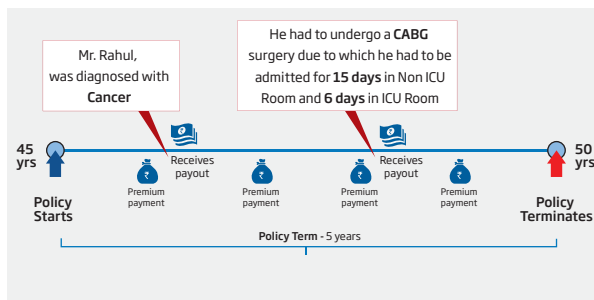 Mr. Rahul,
was diagnosed with
Cancer
He had to undergo a CABG
surgery due to which he had to be
admitted for 15 days in Non ICU
Room and 6 days in ICU Room
45
yrs
50
yrs
Receives
payout
Receives
payout
₹
₹
₹
₹
Premium
payment
Premium
payment
Premium
payment
Premium
payment
Policy
Starts
Policy
Terminates
Policy Term - 5 years